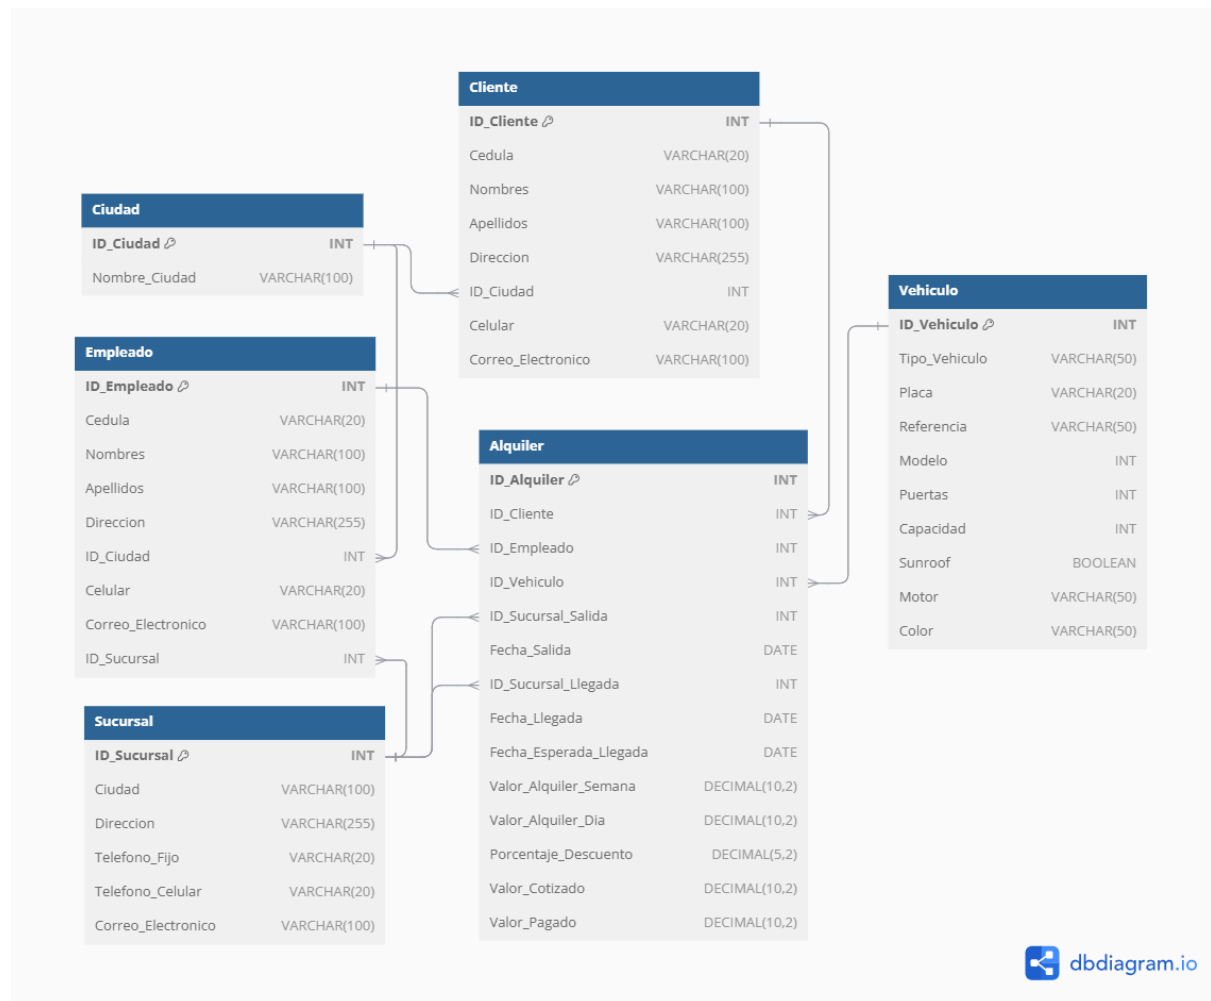 Cliente
ID_Cliente INT
Cedula VARCHAR(20)
Nombres VARCHAR(100)
Apellidos VARCHAR(100)
Direccion VARCHAR(255)
ID_Ciudad INT
Celular VARCHAR(20)
Correo_Electronico VARCHAR(100)
Ciudad
ID_Ciudad INT
Nombre_Ciudad VARCHAR(100)
Vehiculo
ID_Vehiculo INT
Tipo_Vehiculo VARCHAR(50)
Placa VARCHAR(20)
Referencia VARCHAR(50)
Modelo INT
Puertas INT
Capacidad INT
Sunroof BOOLEAN
Motor VARCHAR(50)
Color VARCHAR(50)
Empleado
ID_Empleado INT
Cedula VARCHAR(20)
Nombres VARCHAR(100)
Apellidos VARCHAR(100)
Direccion VARCHAR(255)
ID_Ciudad INT
Celular VARCHAR(20)
Correo_Electronico VARCHAR(100)
ID_Sucursal INT
Alquiler
ID_Alquiler INT
ID_Cliente INT
ID_Empleado INT
ID_Vehiculo INT
ID_Sucursal_Salida INT
Fecha_Salida DATE
ID_Sucursal_Llegada INT
Fecha_Llegada DATE
Fecha_Esperada_Llegada DATE
Valor_Alquiler_Semana DECIMAL(10,2)
Valor_Alquiler_Dia DECIMAL(10,2)
Porcentaje_Descuento DECIMAL(5,2)
Valor_Cotizado DECIMAL(10,2)
Valor_Pagado DECIMAL(10,2)
Sucursal
ID_Sucursal INT
Ciudad VARCHAR(100)
Direccion VARCHAR(255)
Telefono_Fijo VARCHAR(20)
Telefono_Celular VARCHAR(20)
Correo_Electronico VARCHAR(100)
dbdiagram.io